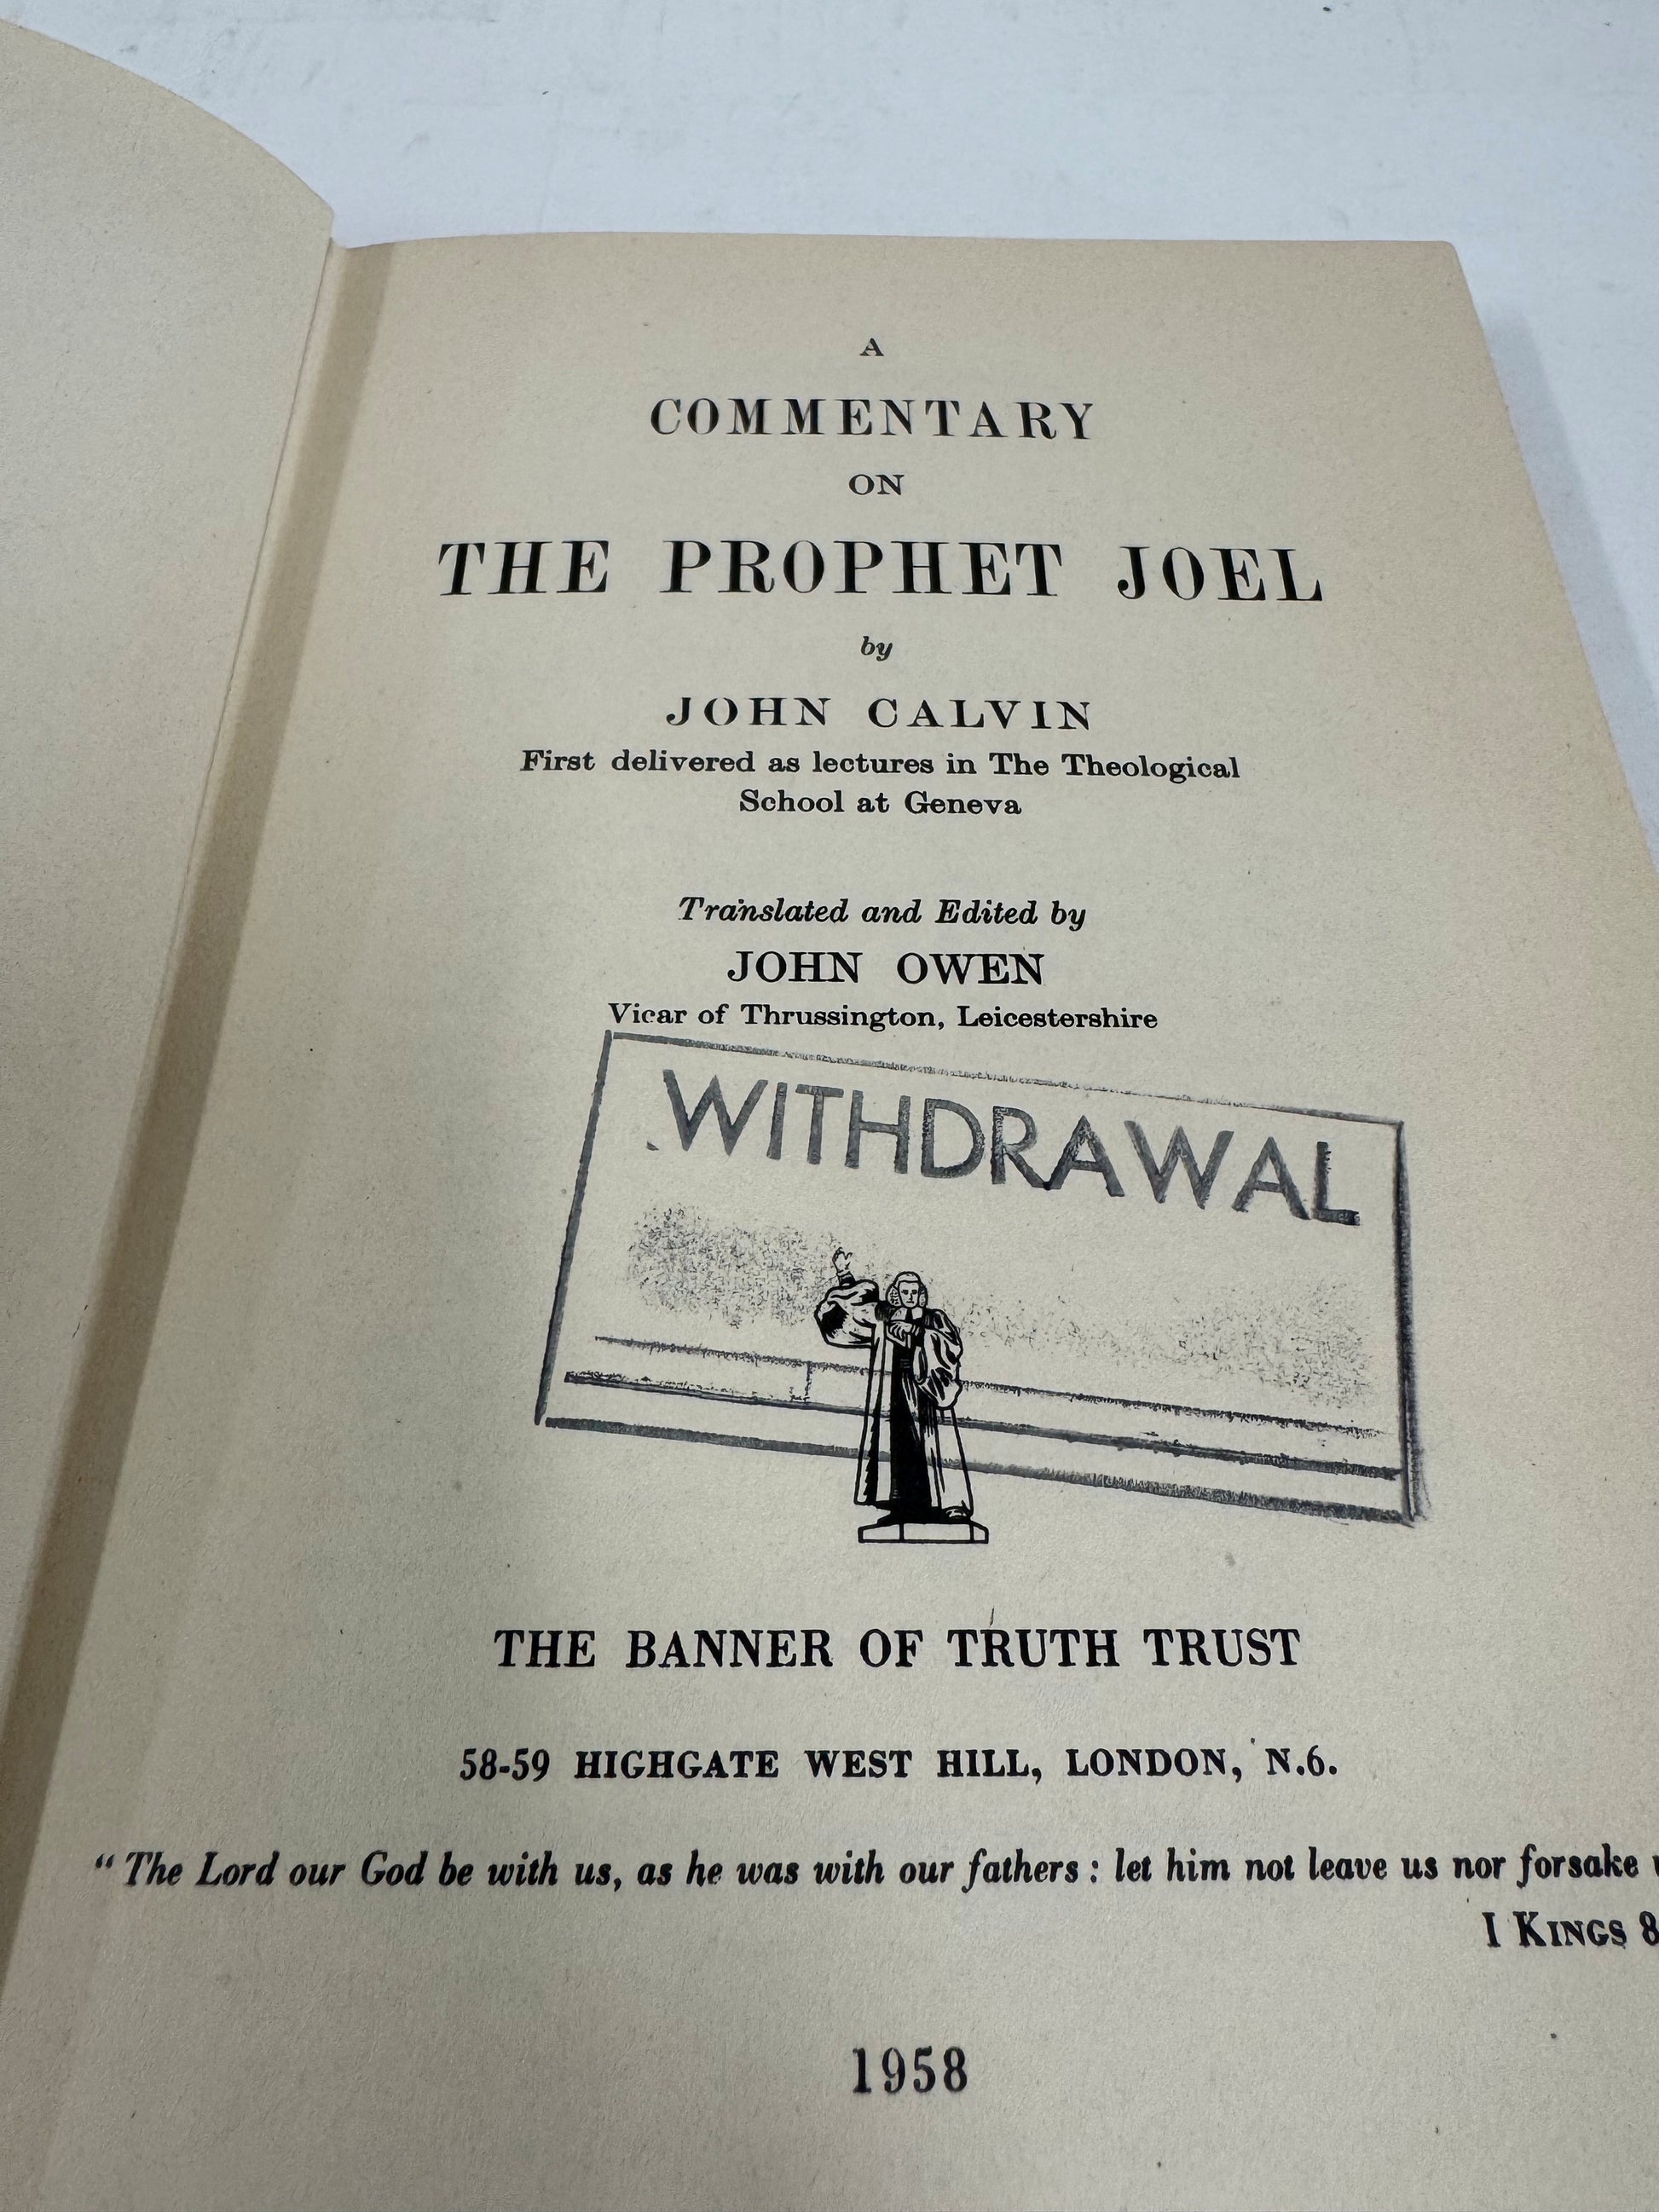 A
COMMENTARY
ON
THE PROPHET JOEL
by
JOHN CALVIN
First delivered as lectures in The Theological
School at Geneva
Translated and Edited by
JOHN OWEN
Vicar of Thrussington, Leicestershire
WITHDRAWAL
THE BANNER OF TRUTH TRUST
58-59 HIGHGATE WEST HILL, LONDON, N.6.
“The Lord our God be with us, as he was with our fathers: let him not leave us nor forsake
I KINGS 8
1958